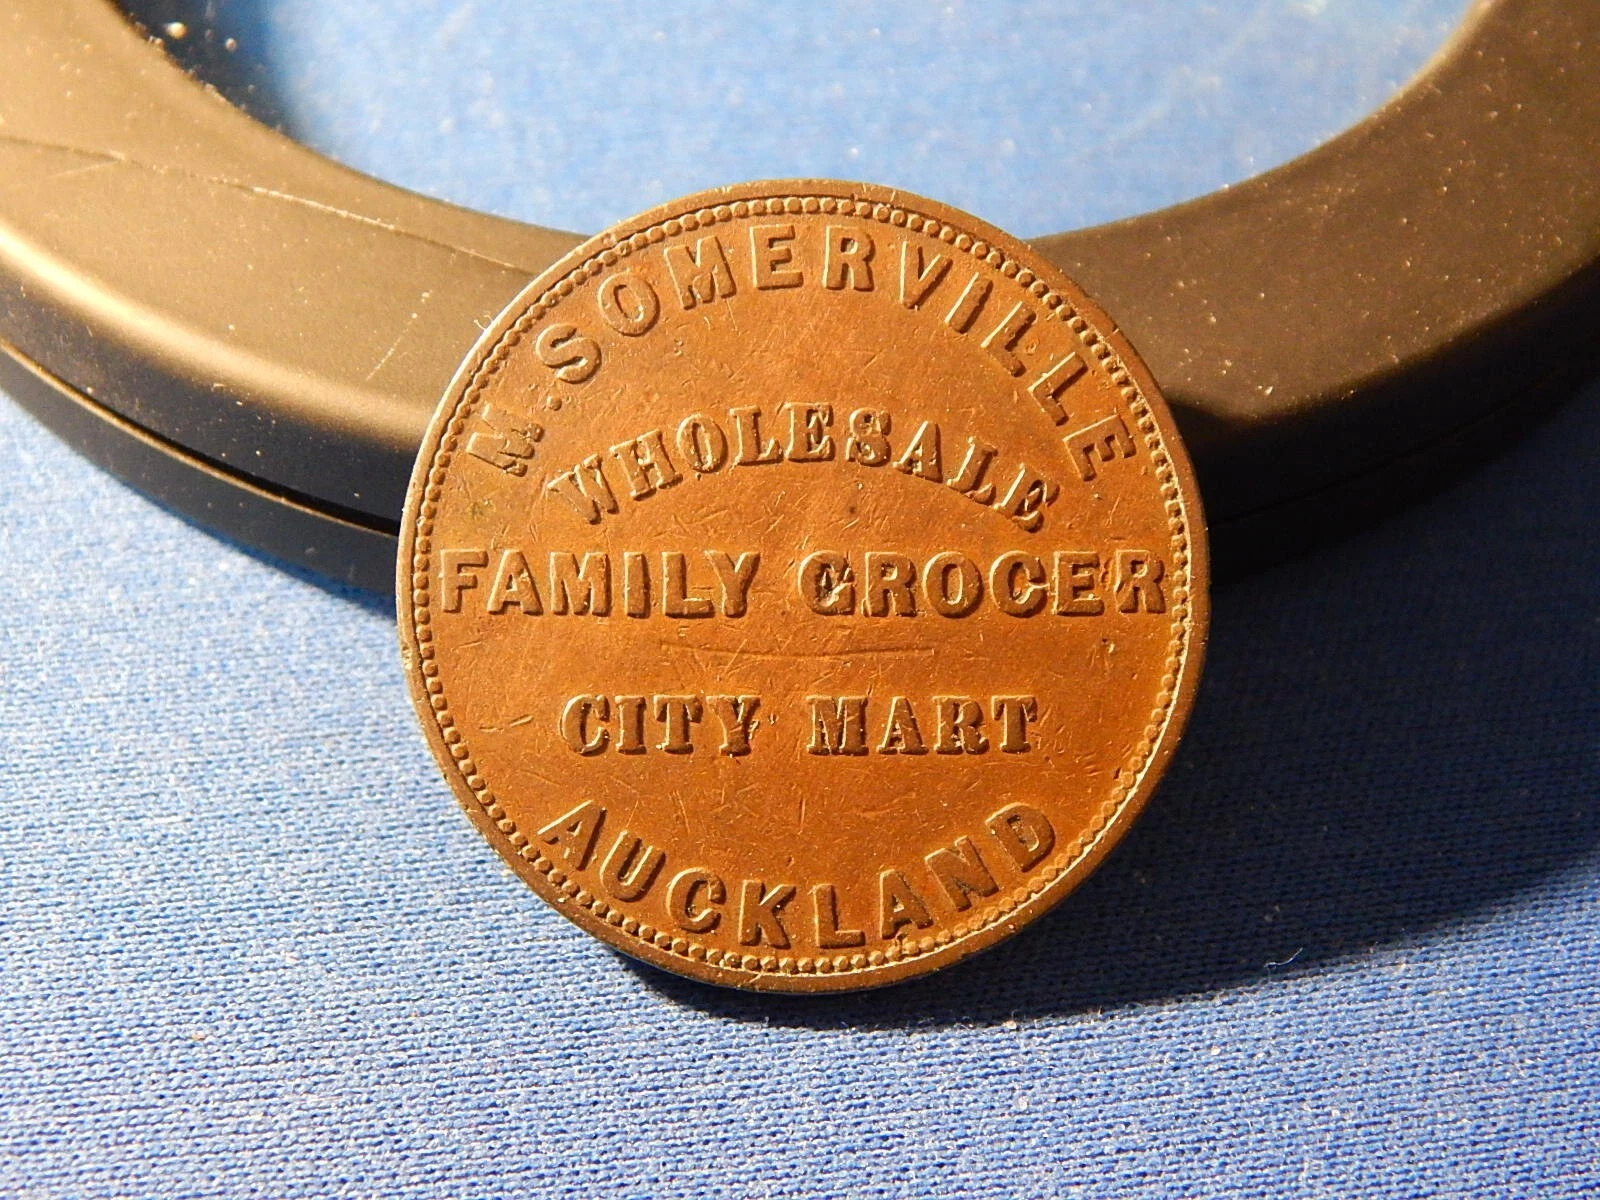 M. SOMERVILLE
WHOLESALE
FAMILY GROCER
CITY MART
AUCKLAND